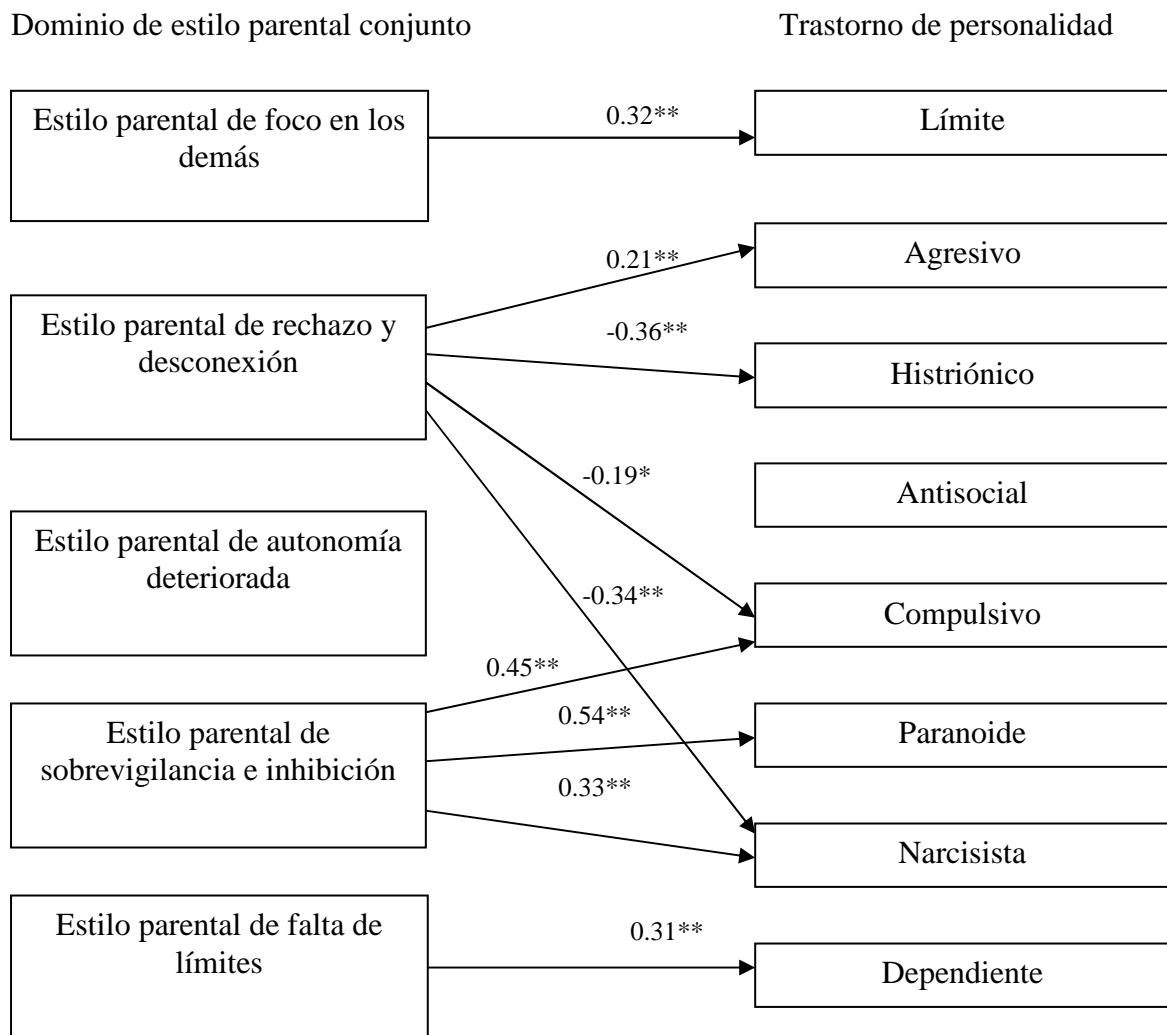 Dominio de estilo parental conjunto
Trastorno de personalidad
Estilo parental de foco en los
demás
0.32**
Límite
0.21**
Agresivo
Estilo parental de rechazo y
desconexión
-0.36**
Histriónico
-0.19*
Antisocial
Estilo parental de autonomía
deteriorada
-0.34**
Compulsivo
0.45**
Estilo parental de
sobrevigilancia e inhibición
0.54**
Paranoide
0.33**
Narcisista
Estilo parental de falta de
límites
0.31**
Dependiente